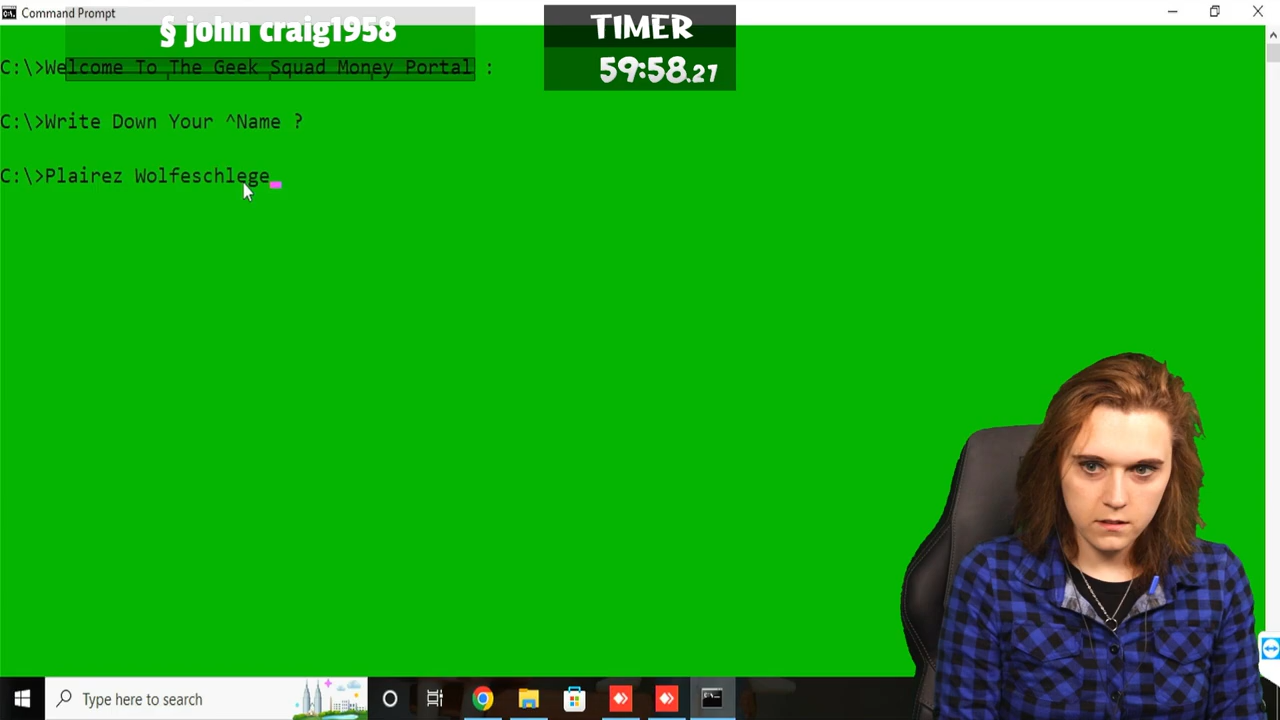 Command Prompt
§ john craig1958
TIMER
59:58.27
C:\>Welcome To The Geek Squad Money Portal :
C:\>Write Down Your ^Name ?
C:\>Plairez Wolfeschlege
Type here to search